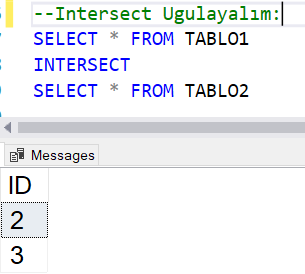 --Intersect Ugulayalım:
SELECT * FROM TABLO1
INTERSECT
SELECT * FROM TABLO2
Messages
ID
2
3